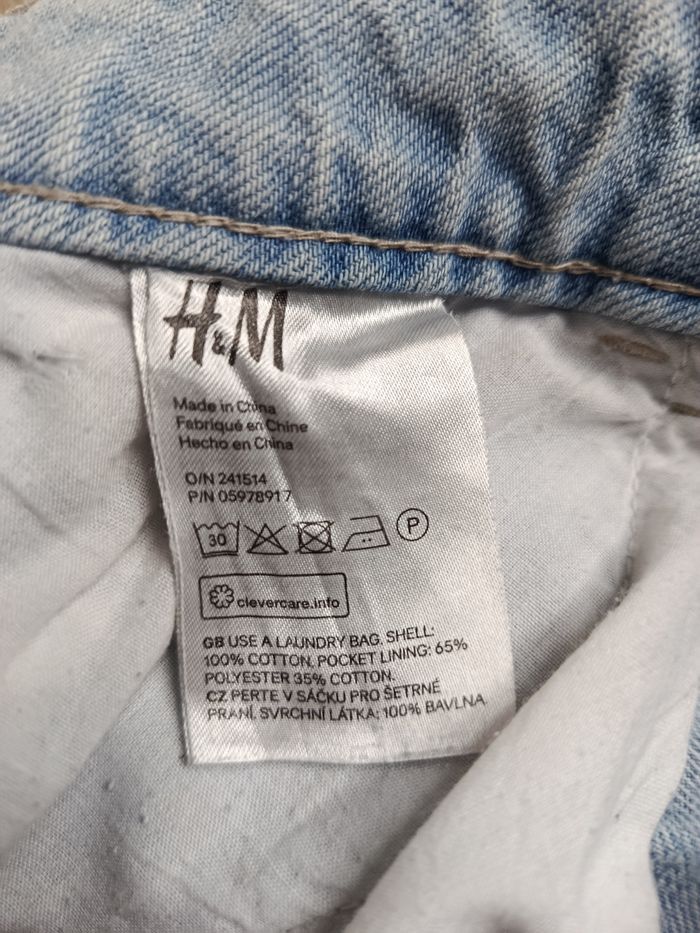 H&M
Made in China
Fabriqué en Chine
Hecho en China
O/N 241514
P/N 05978917
30 P
clevercare.info
GB USE A LAUNDRY BAG. SHELL:
100% COTTON. POCKET LINING: 65%
POLYESTER 35% COTTON.
CZ PERTE V SÁČKU PRO ŠETRNÉ
PRANÍ. SVRCHNÍ LÁTKA: 100% BAVLNA